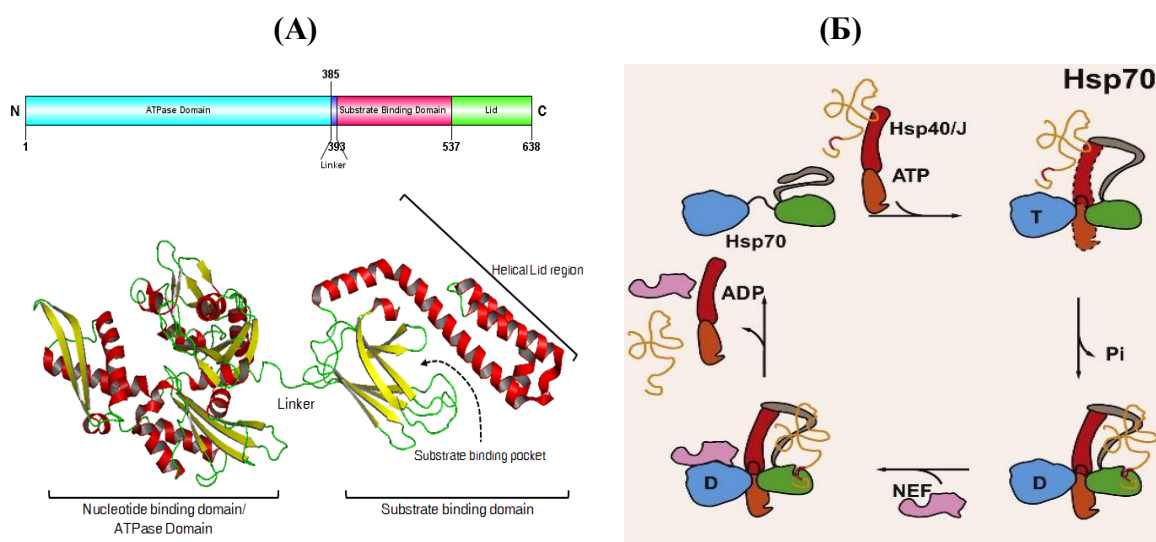 (А)
385
N
ATPase Domain
Substrate Binding Domain
Lid
C
1
Linker
393
537
638
Helical Lid region
Linker
Substrate binding pocket
Nucleotide binding domain/
ATPase Domain
Substrate binding domain
(Б)
Hsp70
Hsp40/J
ATP
Hsp70
T
ADP
Pi
D
NEF
D